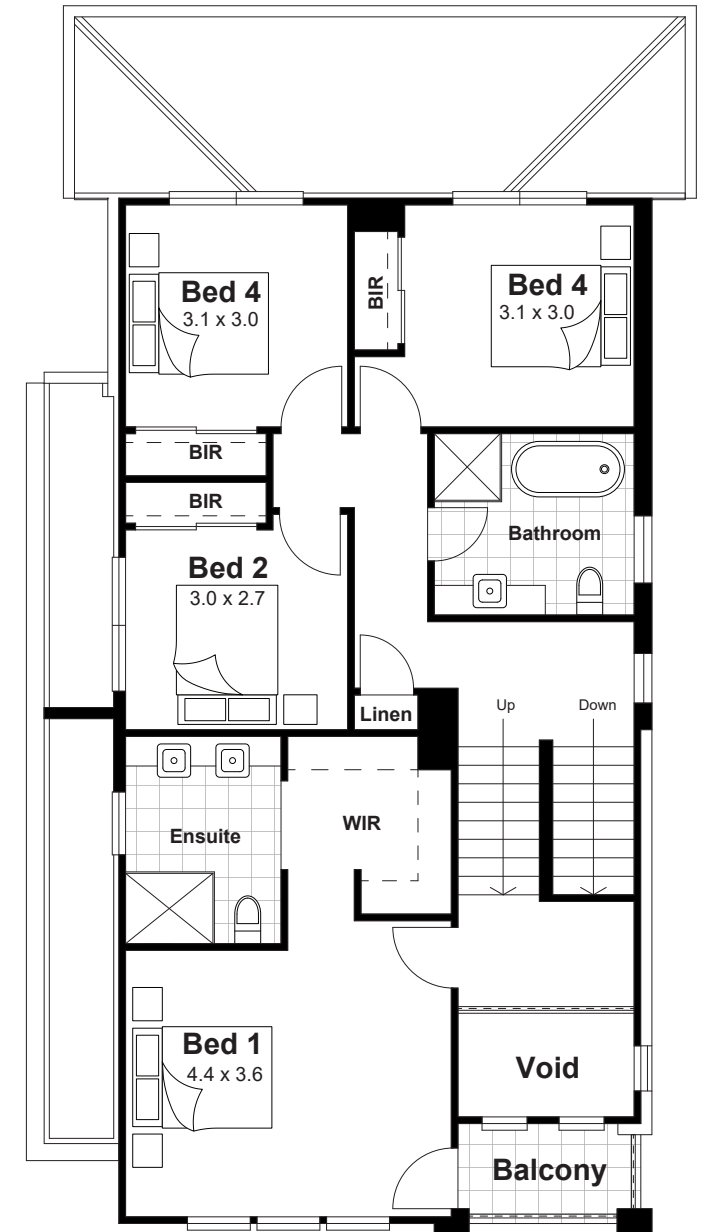 Bed 4
3.1 x 3.0
BIR
Bed 4
3.1 x 3.0
BIR
BIR
Bathroom
Bed 2
3.0 x 2.7
Linen
Up
Down
Ensuite
WIR
Bed 1
4.4 x 3.6
Void
Balcony